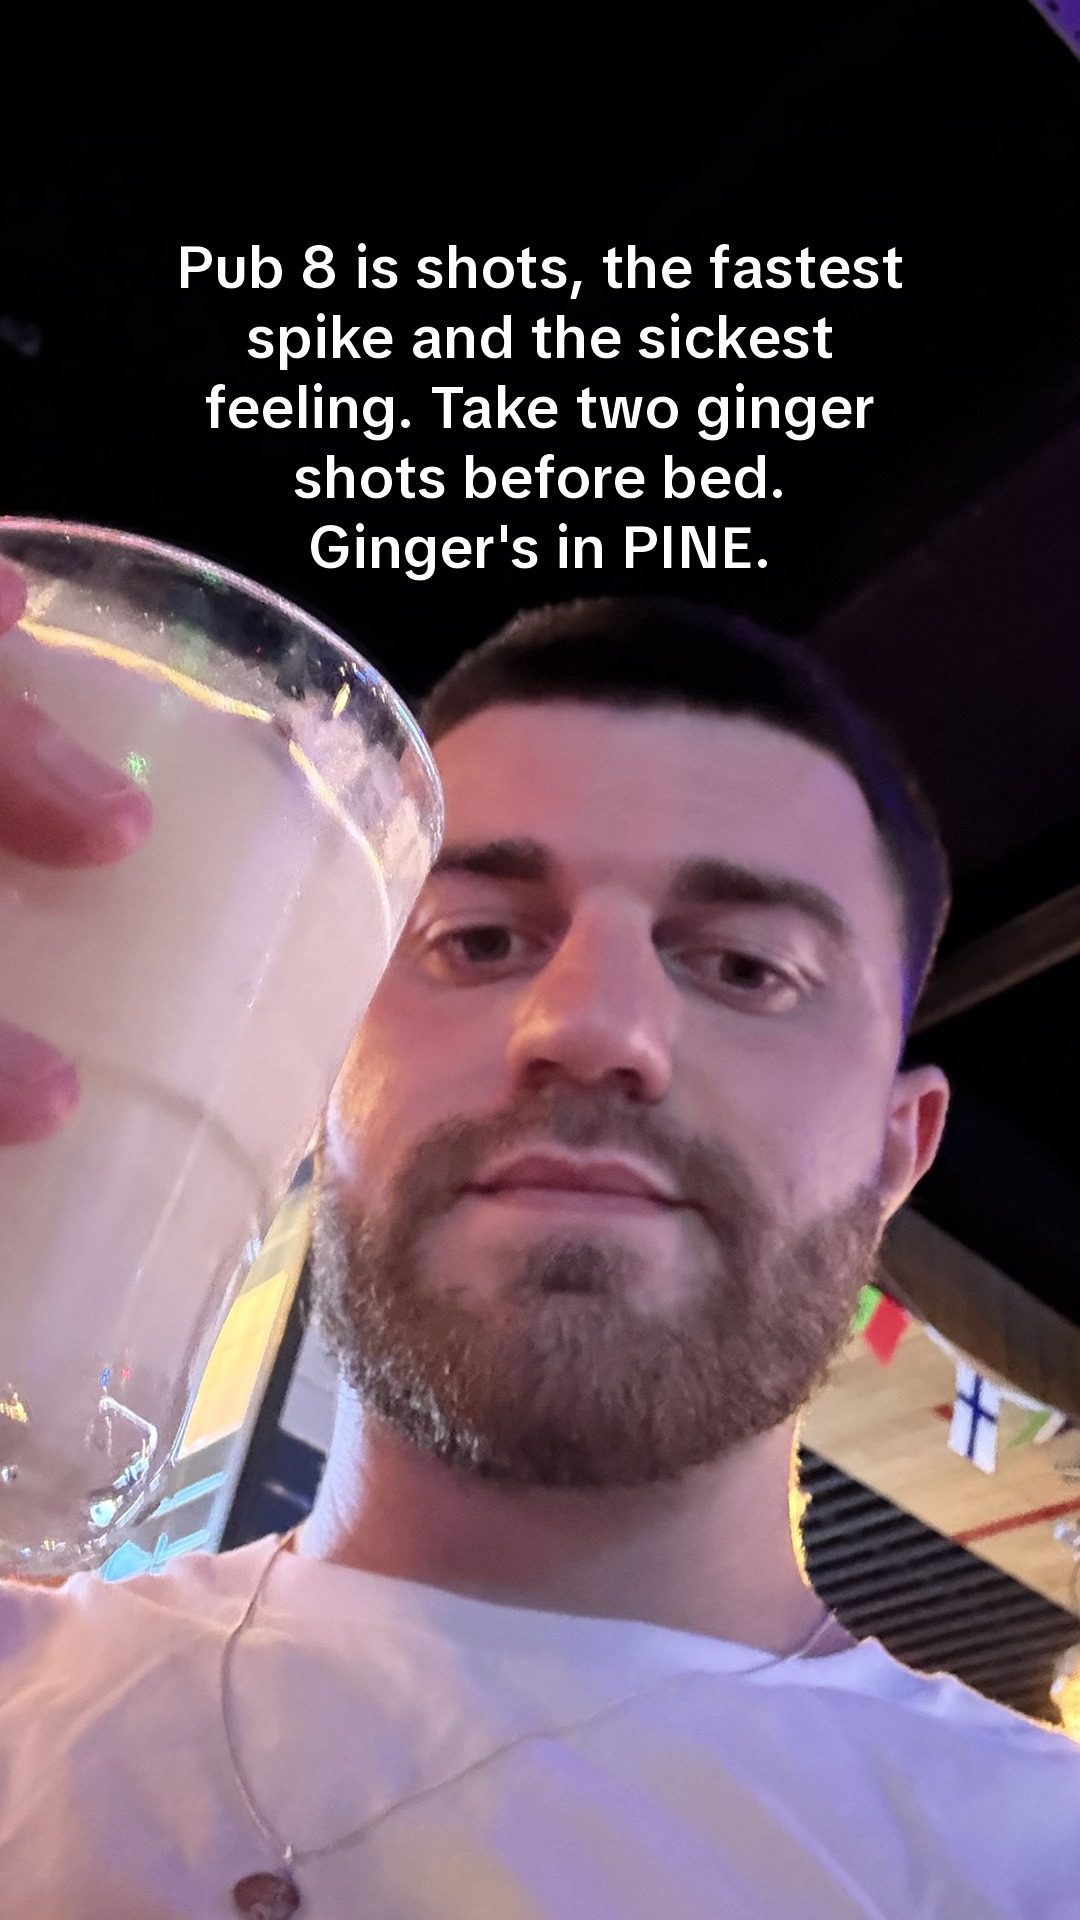 Pub 8 is shots, the fastest
spike and the sickest
feeling. Take two ginger
shots before bed.
Ginger's in PINE.